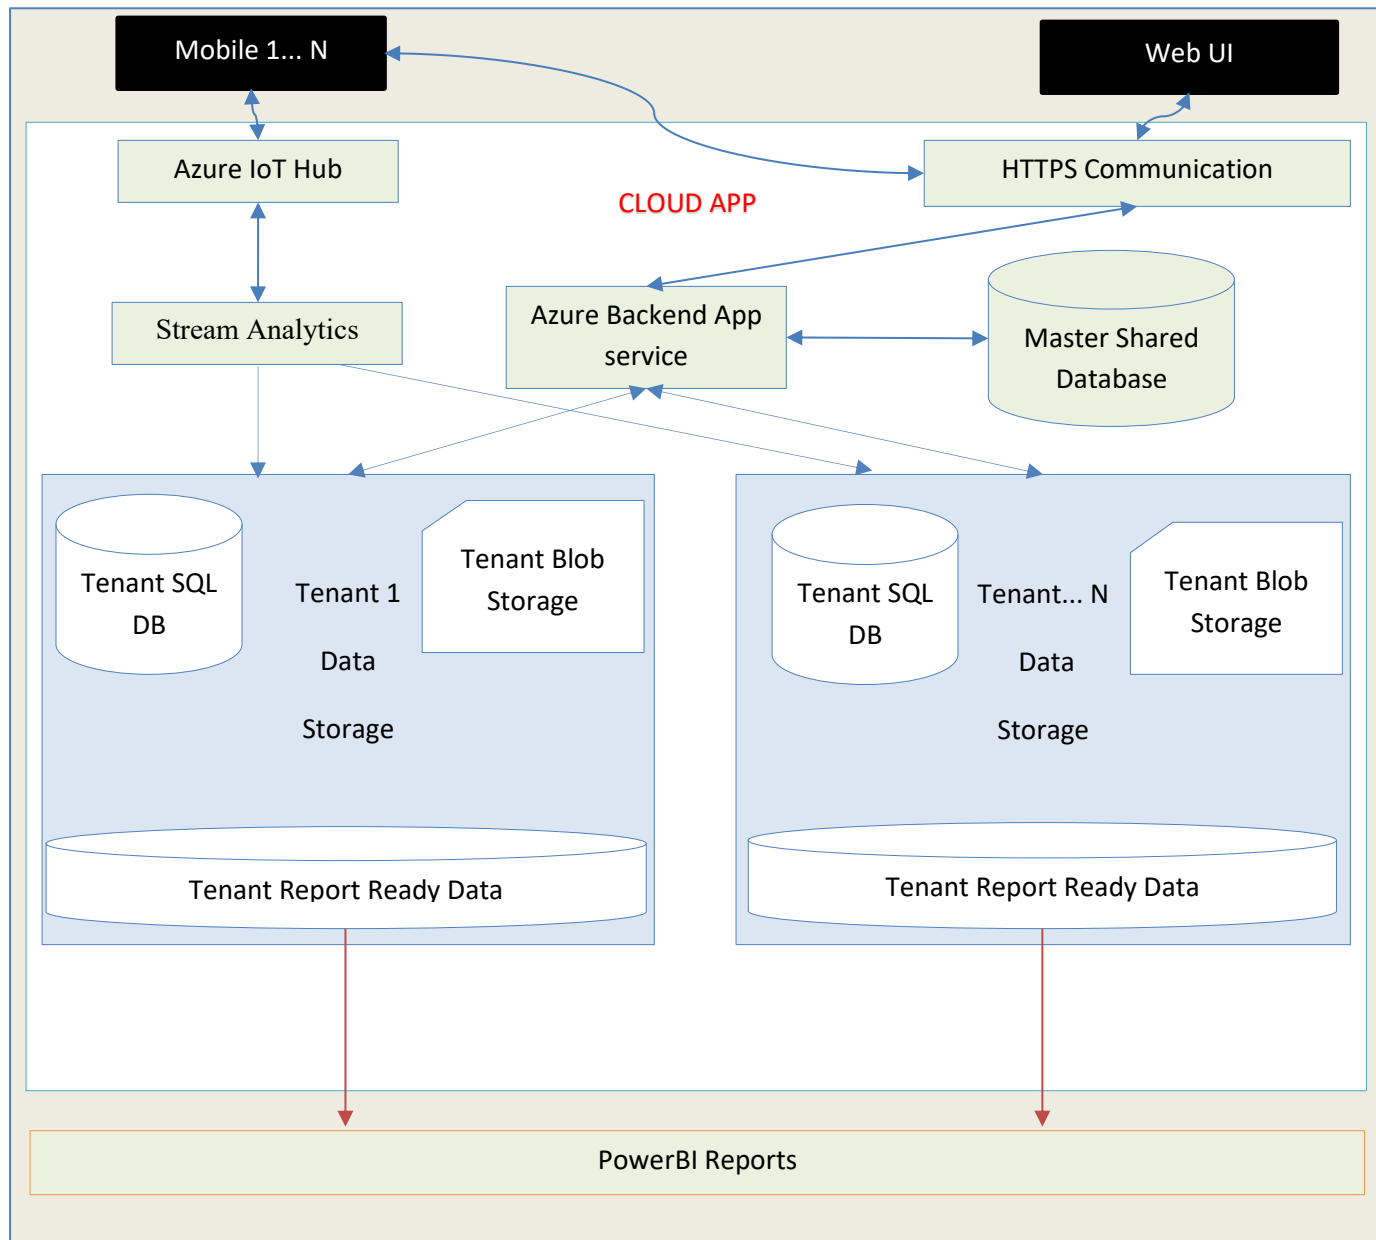 Mobile 1... N
Web UI
Azure IoT Hub
HTTPS Communication
CLOUD APP
Stream Analytics
Azure Backend App
service
Master Shared
Database
Tenant SQL
DB
Tenant 1
Data
Storage
Tenant Blob
Storage
Tenant SQL
DB
Tenant... N
Data
Storage
Tenant Blob
Storage
Tenant Report Ready Data
Tenant Report Ready Data
PowerBI Reports